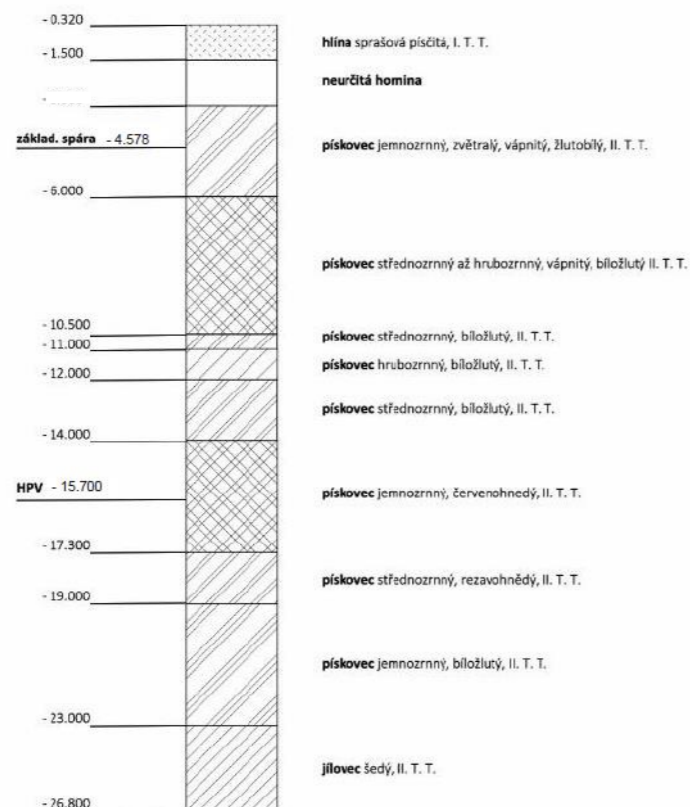 - 0.320
hlína sprašová písčitá, I. T. T.
- 1.500
neurčitá homina
základ. spára - 4.578
pískovec jemnozrnný, zvětralý, vápnitý, žlutobílý, II. T. T.
- 6.000
pískovec střednozrnný až hrubozrnný, vápnitý, bíložlutý II. T. T.
- 10.500
pískovec střednozrnný, bíložlutý, II. T. T.
- 11.000
pískovec hrubozrnný, bíložlutý, II. T. T.
- 12.000
pískovec střednozrnný, bíložlutý, II. T. T.
- 14.000
HPV - 15.700
pískovec jemnozrnný, červenohnedý, II. T. T.
- 17.300
pískovec střednozrnný, rezavohnědý, II. T. T.
- 19.000
pískovec jemnozrnný, bíložlutý, II. T. T.
- 23.000
jílovec šedý, II. T. T.
- 26.800